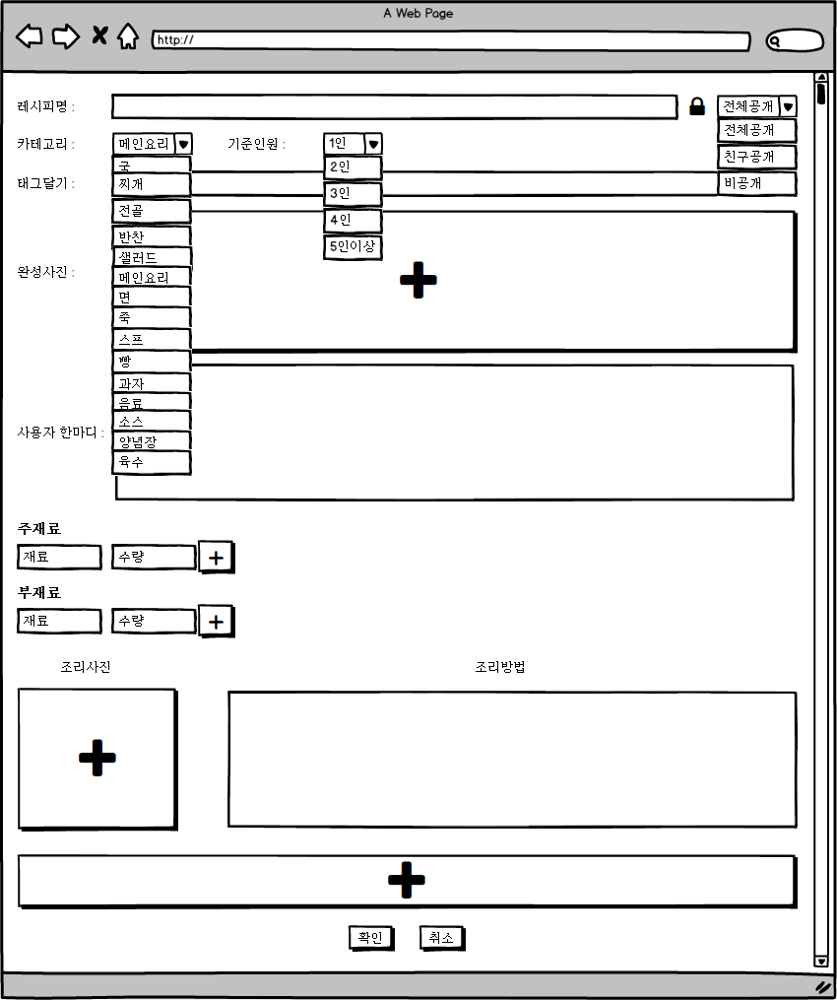 A Web Page
http://
레시피명 :
전체공개
전체공개
친구공개
비공개
카테고리 :
메인요리
국
찌개
전골
반찬
샐러드
메인요리
면
죽
스프
빵
과자
음료
소스
양념장
육수
기준인원 :
1인
2인
3인
4인
5인이상
태그달기 :
완성사진 :
사용자 한마디 :
주재료
재료 수량
부재료
재료 수량
조리사진 조리방법
확인 취소